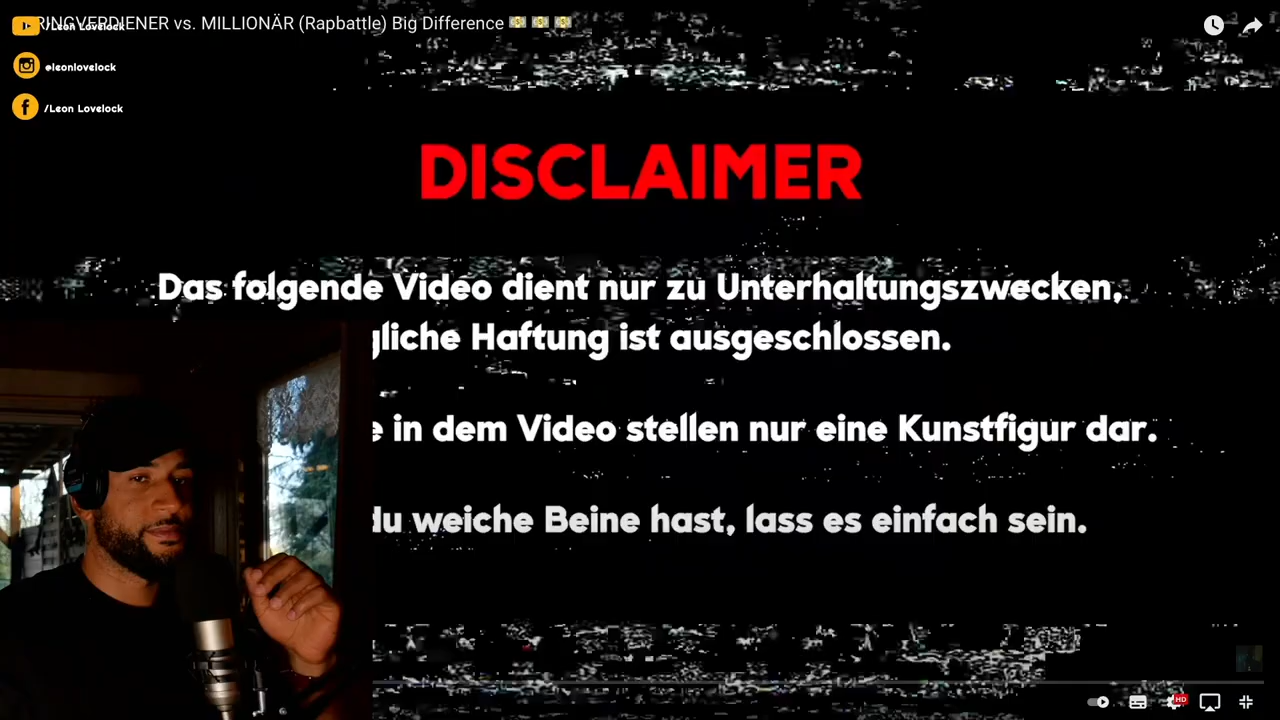 RINGVERDIENER vs. MILLIONÄR (Rapbattle) Big Difference
/Leon Lovelock
@leonlovelock
/Leon Lovelock
DISCLAIMER
Das folgende Video dient nur zu Unterhaltungszwecken,
gliche Haftung ist ausgeschlossen.
e in dem Video stellen nur eine Kunstfigur dar.
du weiche Beine hast, lass es einfach sein.
HD